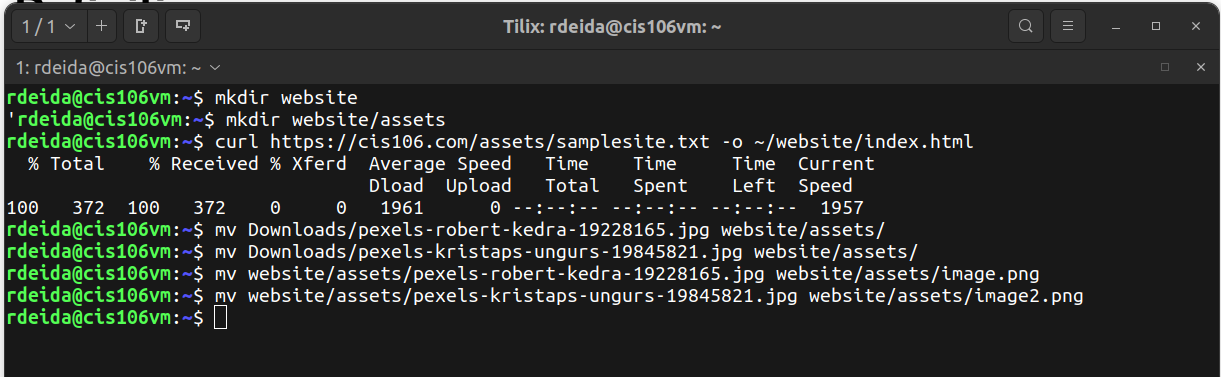 1 / 1
Tilix: rdeida@cis106vm: ~
1: rdeida@cis106vm: ~
rdeida@cis106vm:~$ mkdir website
'rdeida@cis106vm:~$ mkdir website/assets
rdeida@cis106vm:~$ curl https://cis106.com/assets/samplesite.txt -o ~/website/index.html
% Total % Received % Xferd Average Speed Time Time Time Current
Dload Upload Total Spent Left Speed
100 372 100 372 0 0 1961 0 --:--:-- --:--:-- --:--:-- 1957
rdeida@cis106vm:~$ mv Downloads/pexels-robert-kedra-19228165.jpg website/assets/
rdeida@cis106vm:~$ mv Downloads/pexels-kristaps-ungurs-19845821.jpg website/assets/
rdeida@cis106vm:~$ mv website/assets/pexels-robert-kedra-19228165.jpg website/assets/image.png
rdeida@cis106vm:~$ mv website/assets/pexels-kristaps-ungurs-19845821.jpg website/assets/image2.png
rdeida@cis106vm:~$